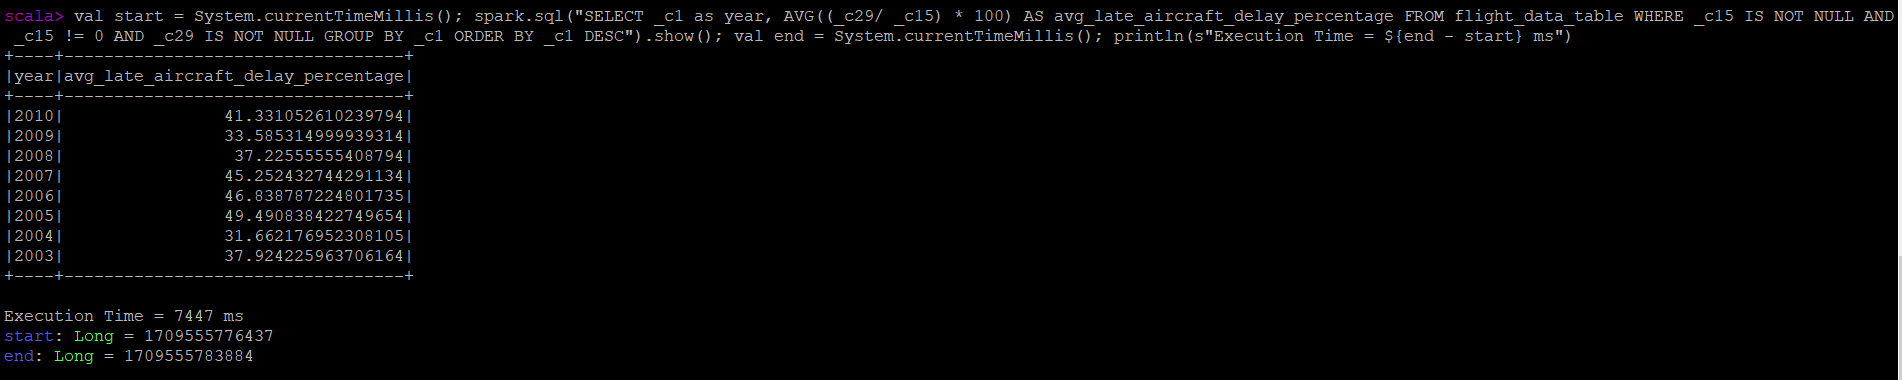 scala> val start = System.currentTimeMillis(); spark.sql("SELECT _c1 as year, AVG((_c29/ _c15) * 100) AS avg_late_aircraft_delay_percentage FROM flight_data_table WHERE _c15 IS NOT NULL AND
_c15 != 0 AND _c29 IS NOT NULL GROUP BY _c1 ORDER BY _c1 DESC").show(); val end = System.currentTimeMillis(); println(s"Execution Time = ${end - start} ms")
+----+----------------------------------+
|year|avg_late_aircraft_delay_percentage|
+----+----------------------------------+
|2010|                41.331052610239794|
|2009|                33.585314999939314|
|2008|                 37.22555555408794|
|2007|                45.252432744291134|
|2006|                46.838787224801735|
|2005|                49.490838422749654|
|2004|                31.662176952308105|
|2003|                37.924225963706164|
+----+----------------------------------+
Execution Time = 7447 ms
start: Long = 1709555776437
end: Long = 1709555783884